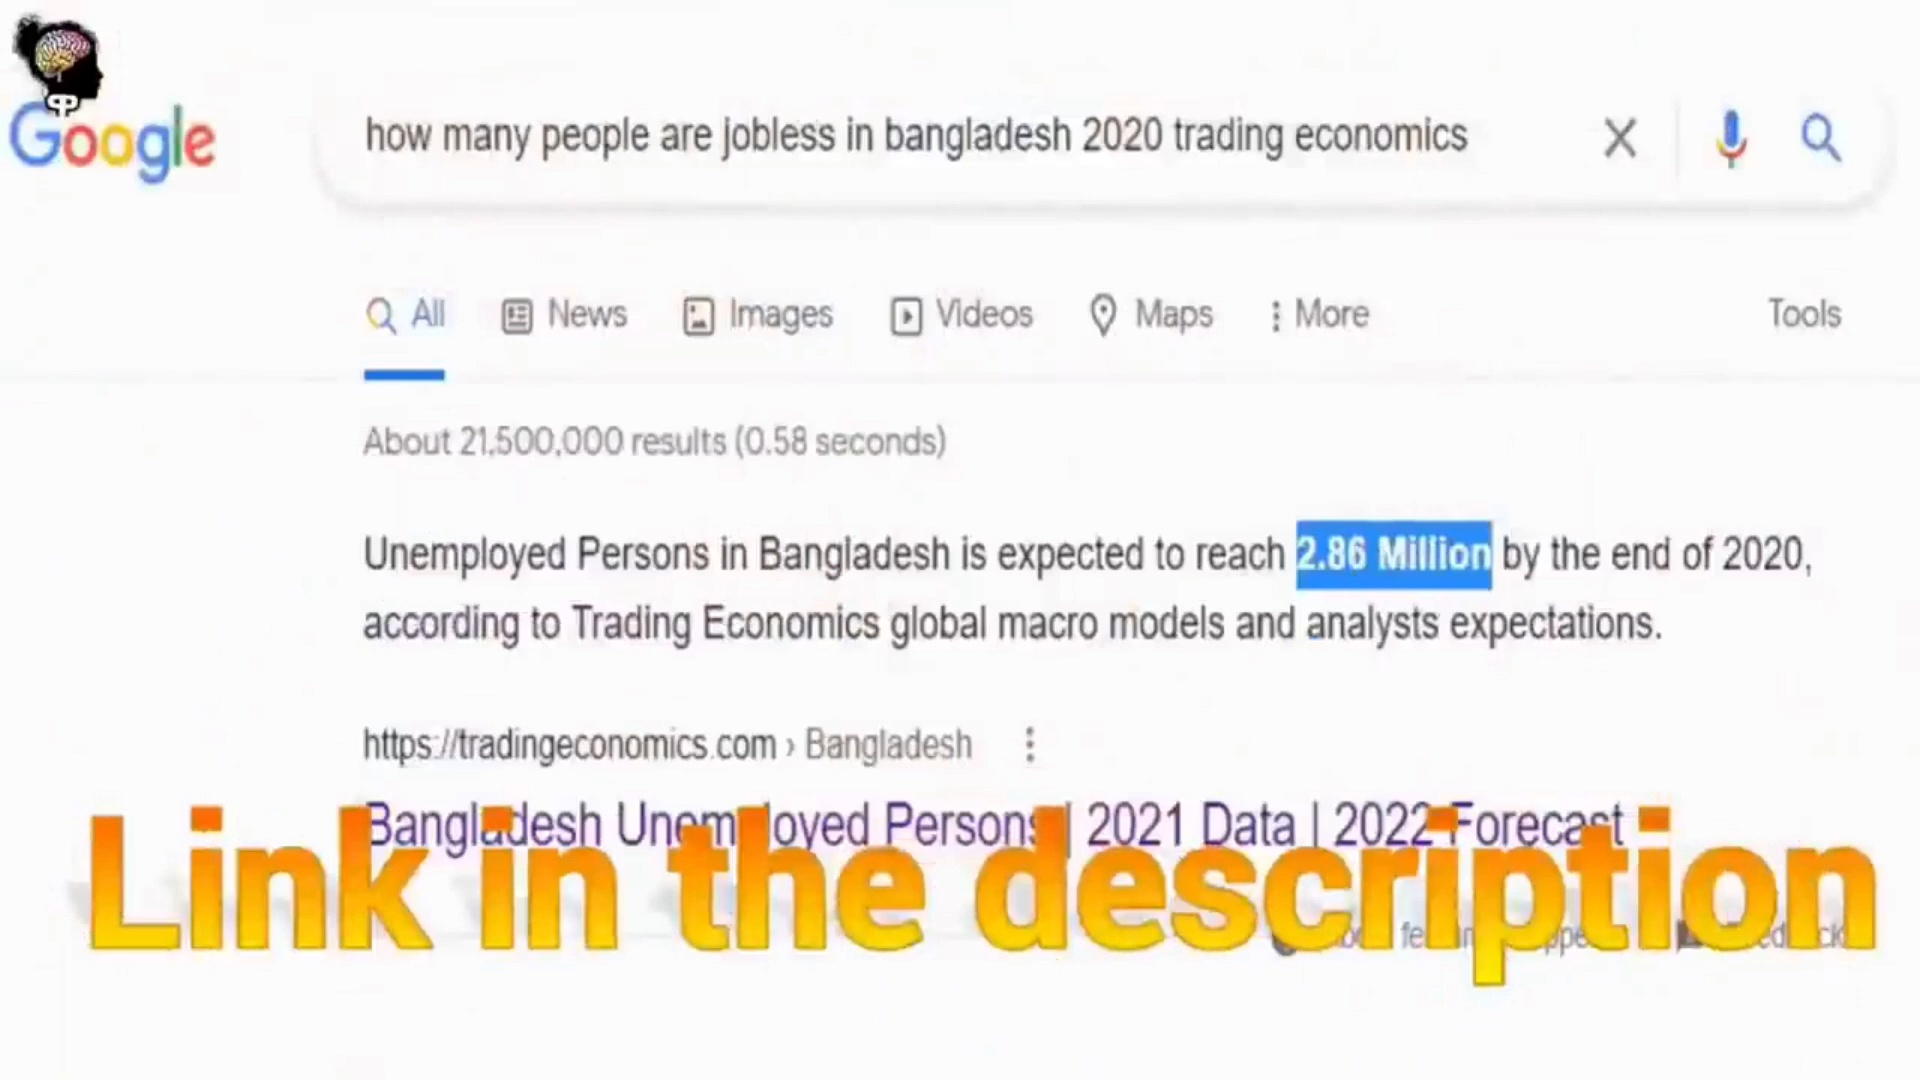 Google
how many people are jobless in bangladesh 2020 trading economics
All News Images Videos Maps More Tools
About 21,500,000 results (0.58 seconds)
Unemployed Persons in Bangladesh is expected to reach 2.86 Million by the end of 2020,
according to Trading Economics global macro models and analysts expectations.
https://tradingeconomics.com › Bangladesh
Bangladesh Unemployed Persons | 2021 Data | 2022 Forecast
Link in the description